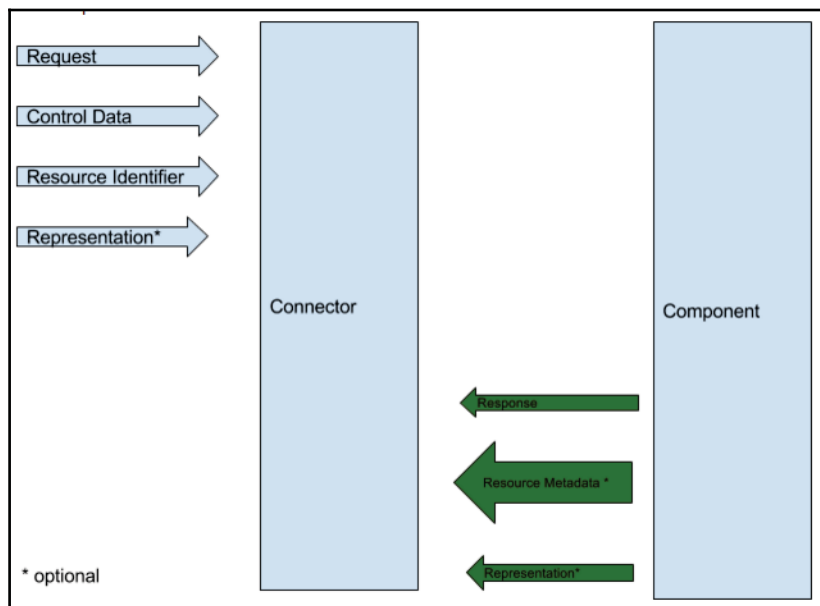 Request
Control Data
Resource Identifier
Representation*
Connector
Component
Response
Resource Metadata *
Representation*
* optional